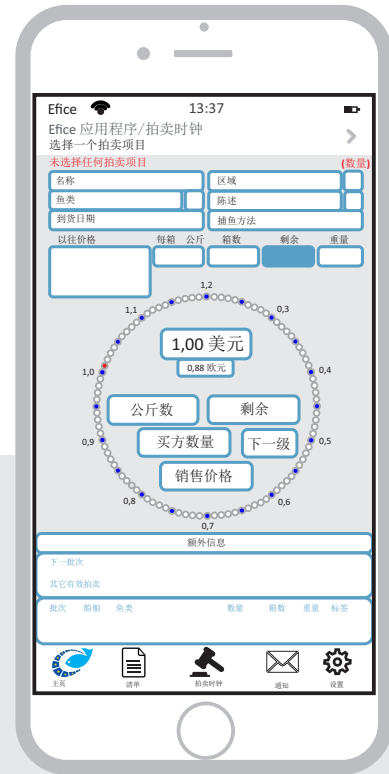 Efice 13:37
Efice 应用程序/拍卖时钟
选择一个拍卖项目
未选择任何拍卖项目 (数量)
名称 区域
鱼类 陈述
到货日期 捕鱼方法
以往价格 每箱 公斤 箱数 剩余 重量
1,2
1,1 0,3
1,00 美元
0,88 欧元
1,0 0,4
公斤数 剩余
买方数量 下一级
0,9 0,5
销售价格
0,8 0,6
0,7
额外信息
下一批次
其它有效拍卖
批次 船舶 鱼类 数量 箱数 重量 标签
主页 清单 拍卖时钟 通知 设置